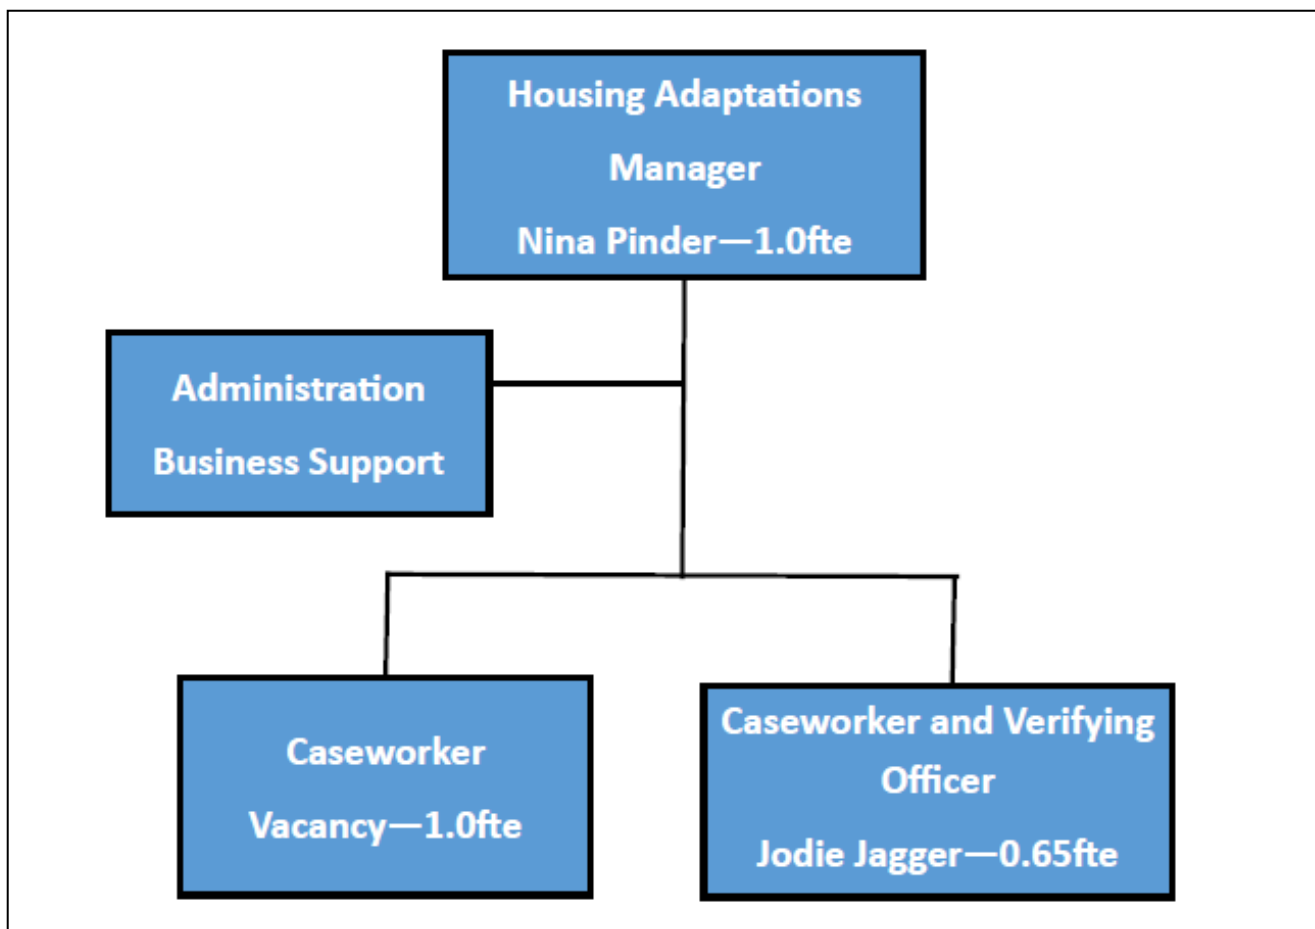 Housing Adaptations
Manager
Nina Pinder—1.0fte
Administration
Business Support
Caseworker
Vacancy—1.0fte
Caseworker and Verifying
Officer
Jodie Jagger—0.65fte